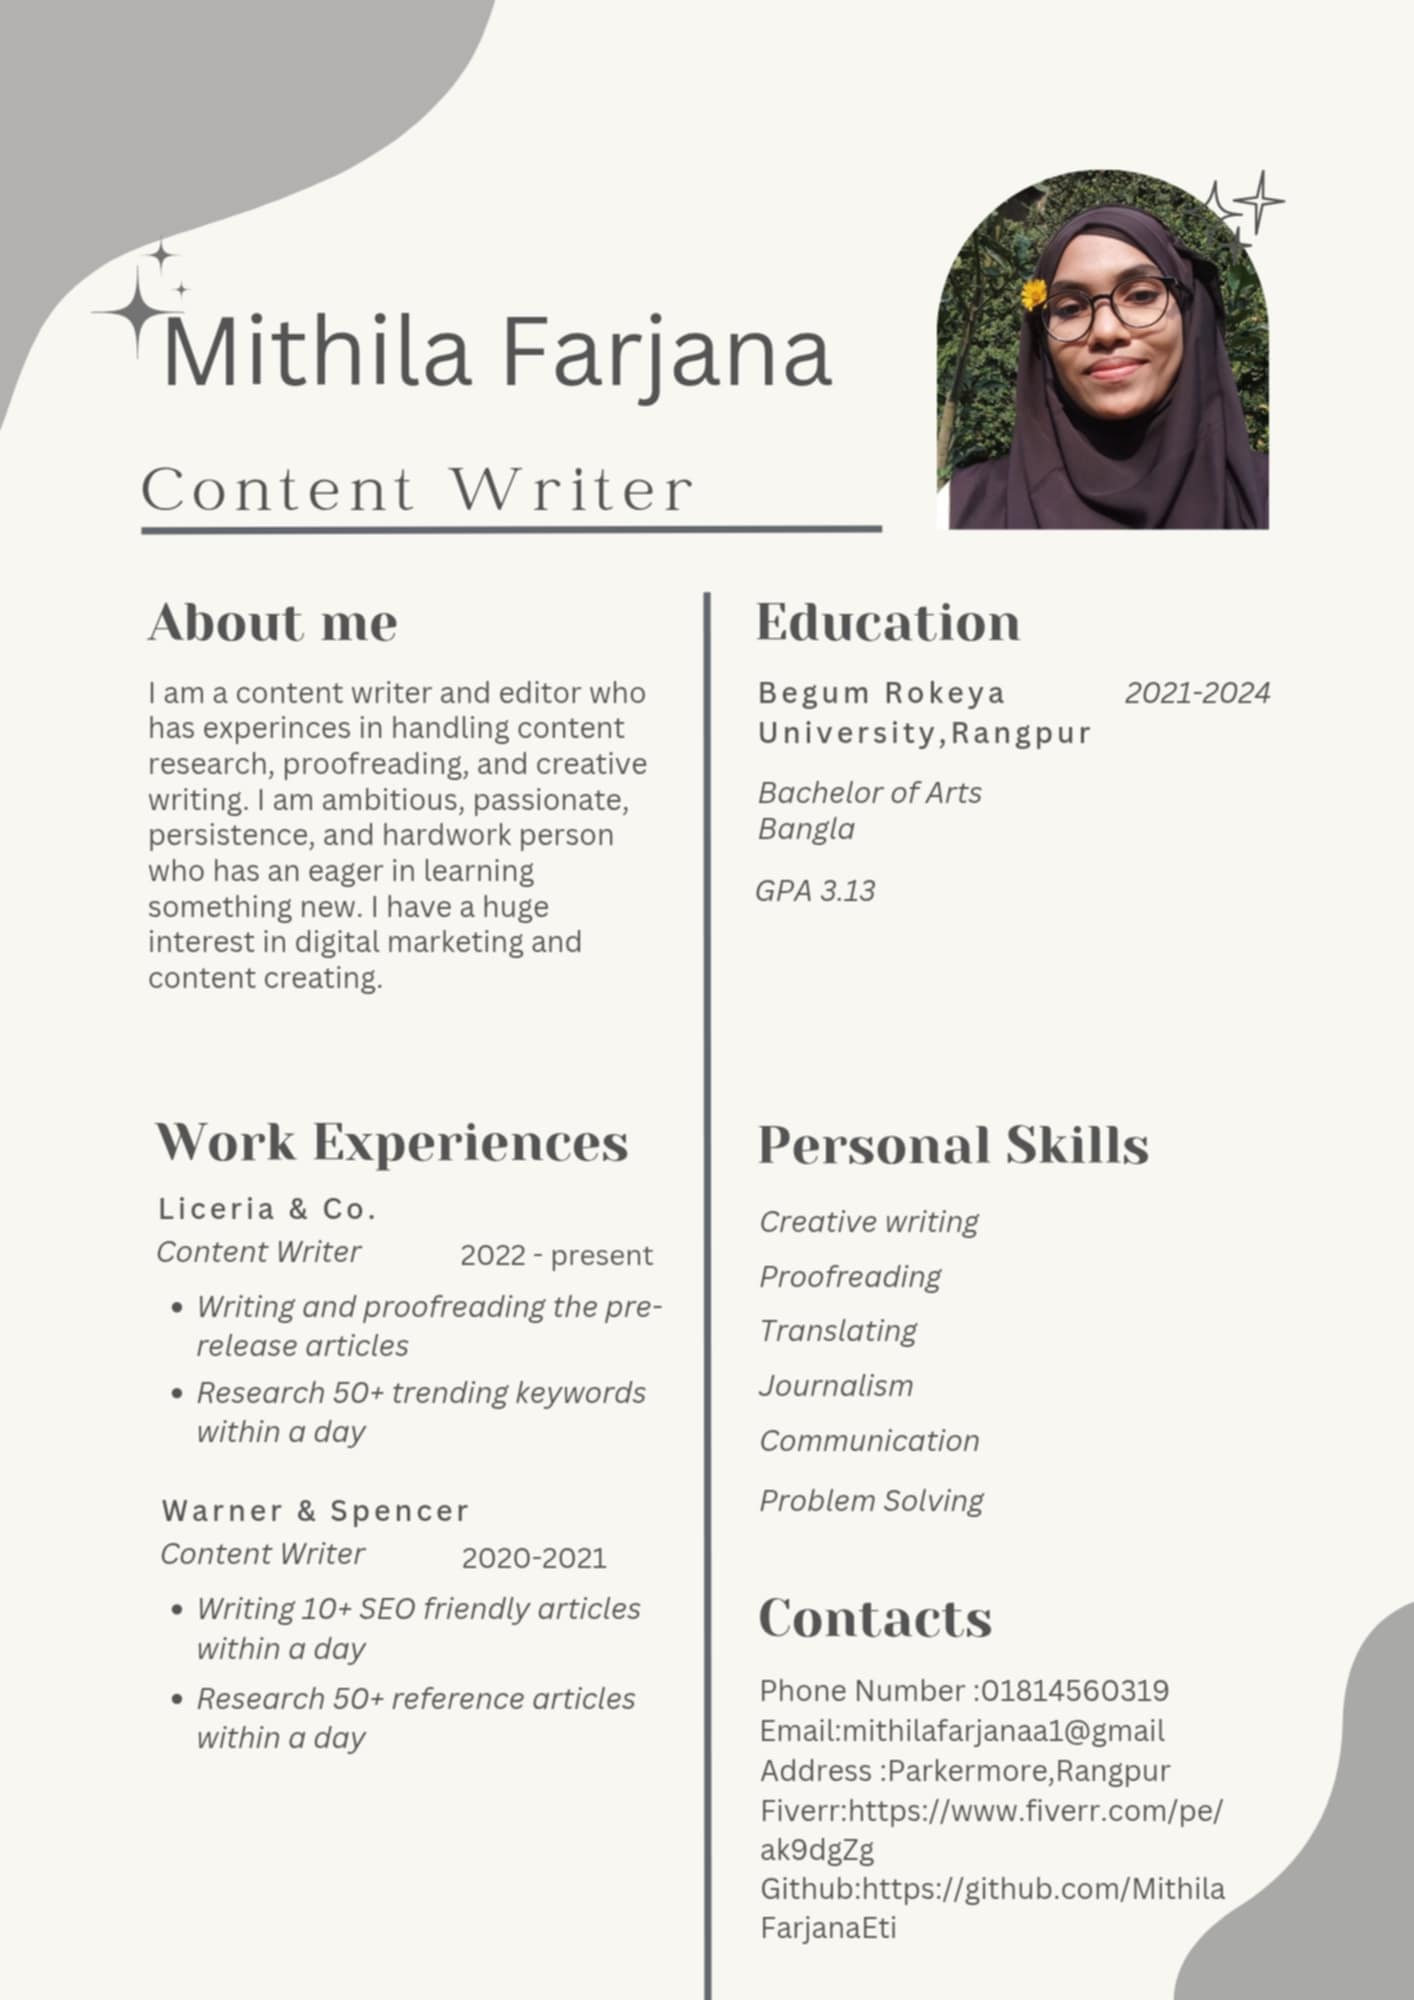 Mithila Farjana
Content Writer
About me
I am a content writer and editor who
has experinces in handling content
research, proofreading, and creative
writing. I am ambitious, passionate,
persistence, and hardwork person
who has an eager in learning
something new. I have a huge
interest in digital marketing and
content creating.
Work Experiences
Liceria & Co.
Content Writer 2022 - present
• Writing and proofreading the pre-
release articles
• Research 50+ trending keywords
within a day
Warner & Spencer
Content Writer 2020-2021
• Writing 10+ SEO friendly articles
within a day
• Research 50+ reference articles
within a day
Education
Begum Rokeya 2021-2024
University,Rangpur
Bachelor of Arts
Bangla
GPA 3.13
Personal Skills
Creative writing
Proofreading
Translating
Journalism
Communication
Problem Solving
Contacts
Phone Number :01814560319
Email:mithilafarjanaa1@gmail
Address :Parkermore,Rangpur
Fiverr:https://www.fiverr.com/pe/
ak9dgZg
Github:https://github.com/Mithila
FarjanaEti